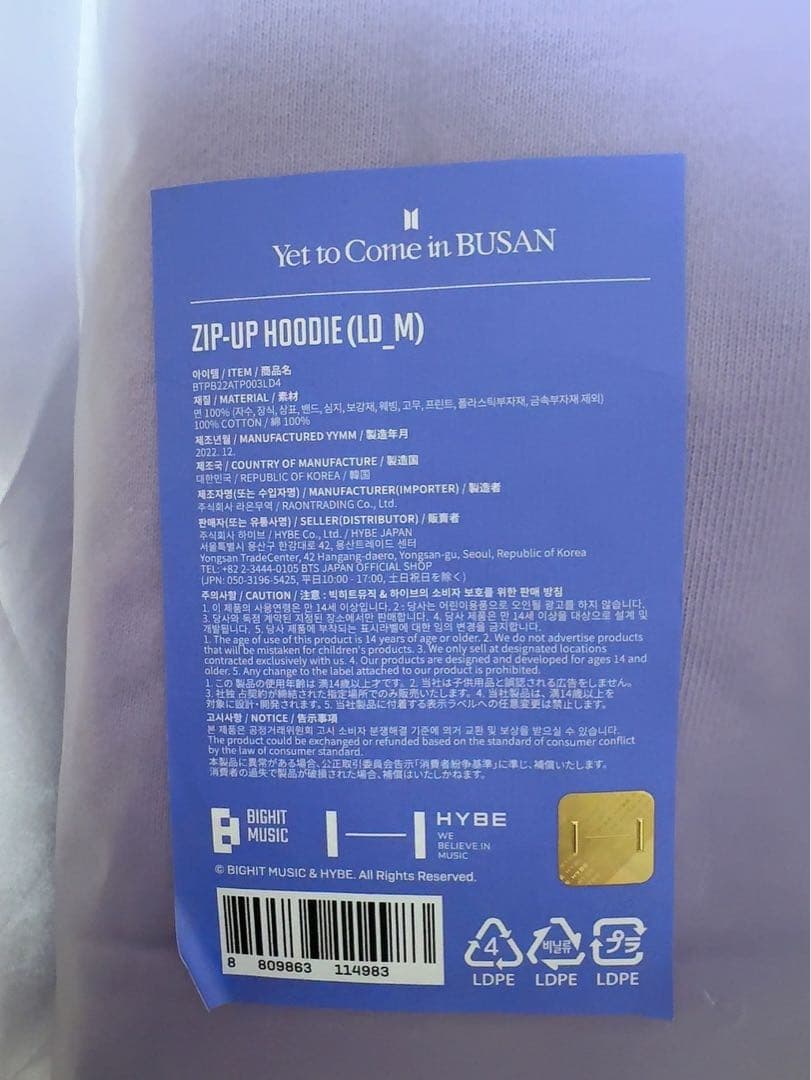 Yet to Come in BUSAN
ZIP-UP HOODIE (LD_M)
아이템 / ITEM / 商品名
BTPB22ATP003LD4
재질 / MATERIAL / 素材
면 100% (자수, 장식, 상표, 밴드, 심지, 보강재, 웨빙, 고무, 프린트, 플라스틱부자재, 금속부자재 제외)
100% COTTON / 綿 100%
제조년월 / MANUFACTURED YYMM / 製造年月
2022. 12.
제조국 / COUNTRY OF MANUFACTURE / 製造国
대한민국 / REPUBLIC OF KOREA / 韓国
제조자명(또는 수입자명) / MANUFACTURER(IMPORTER) / 製造者
주식회사 라온무역 / RAONTRADING Co., Ltd.
판매자(또는 유통사명) / SELLER(DISTRIBUTOR) / 販賣者
주식회사 하이브 / HYBE Co., Ltd. / HYBE JAPAN
서울특별시 용산구 한강대로 42, 용산트레이드 센터
Yongsan TradeCenter, 42 Hangang-daero, Yongsan-gu, Seoul, Republic of Korea
TEL: +82 2-3444-0105 BTS JAPAN OFFICIAL SHOP
(JPN: 050-3196-5425, 平日10:00 - 17:00, 土日祝日を除く)
주의사항 / CAUTION / 注意 : 빅히트뮤직 & 하이브의 소비자 보호를 위한 판매 방침
1. 이 제품의 사용연령은 만 14세 이상입니다. 2. 당사는 어린이용품으로 오인될 광고를 하지 않습니다.
3. 당사와 독점 계약된 지정된 장소에서만 판매합니다. 4. 당사 제품은 만 14세 이상을 대상으로 설계 및
개발됩니다. 5. 당사 제품에 부착되는 표시라벨에 대한 임의 변경을 금지합니다.
1. The age of use of this product is 14 years of age or older. 2. We do not advertise products
that will be mistaken for children's products. 3. We only sell at designated locations
contracted exclusively with us. 4. Our products are designed and developed for ages 14 and
older. 5. Any change to the label attached to our product is prohibited.
1. この 製品の使用年齢は 満14歳以上才です。2. 当社は子供用品と誤認される広告をしません。
3. 社独 占契約が締結された指定場所でのみ販売いたします。4. 当社製品は、満14歳以上を
対象に設計・開発されます。5. 当社製品に付着する表示ラベルへの任意変更は禁止します。
고시사항 / NOTICE / 告示事項
본 제품은 공정거래위원회 고시 소비자 분쟁해결 기준에 의거 교환 및 보상을 받으실 수 있습니다.
The product could be exchanged or refunded based on the standard of consumer conflict
by the law of consumer standard.
本製品に異常がある場合、公正取引委員会告示「消費者紛争基準」に準じ、補償いたします。
消費者の過失で製品が破損された場合、補償はいたしかねます。
BIGHIT
MUSIC
HYBE
WE
BELIEVE IN
MUSIC
© BIGHIT MUSIC & HYBE. All Rights Reserved.
8 809863 114983
4
LDPE
비닐류
LDPE
プラ
LDPE